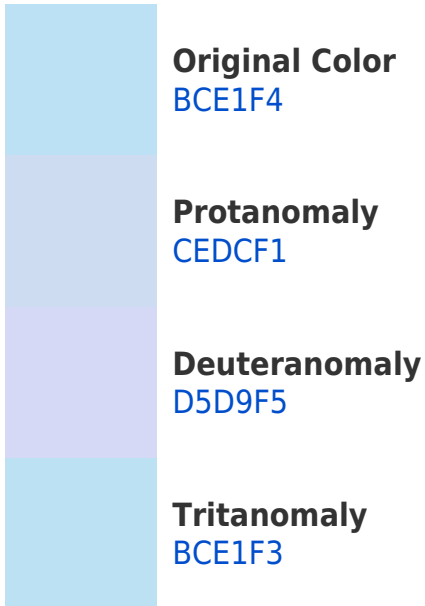 Original Color
BCE1F4
Protanomaly
CEDCF1
Deuteranomaly
D5D9F5
Tritanomaly
BCE1F3